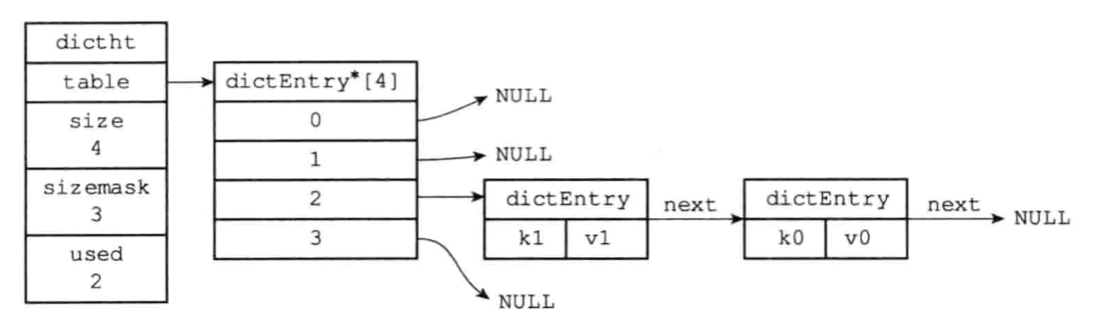 dictht
table
size
4
sizemask
3
used
2
dictEntry*[4]
0
1
2
3
NULL
NULL
dictEntry
k1 v1
next
dictEntry
k0 v0
next
NULL
NULL